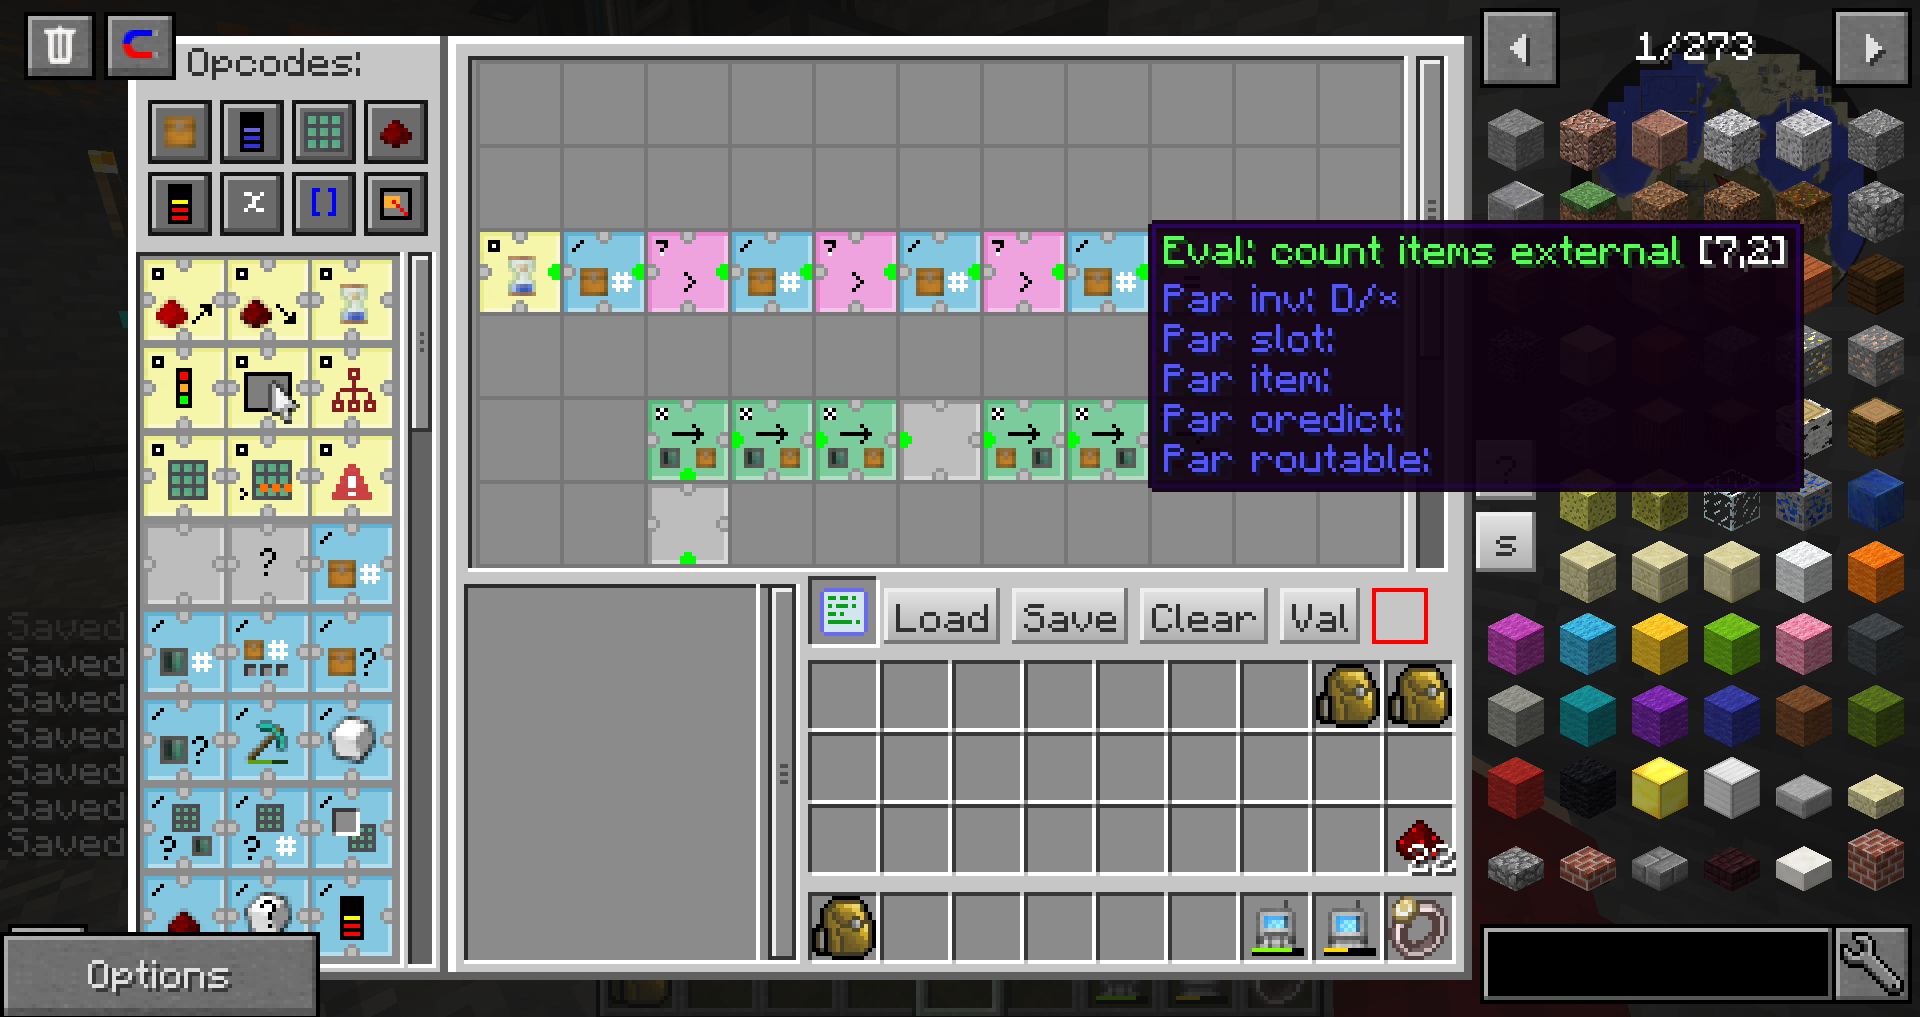 Opcodes:
1/273
Eval: count items external [7,2]
Par inv: D/×
Par slot:
Par item:
Par oredict:
Par routable:
?
s
Load
Save
Clear
Val
Saved
Saved
Saved
Saved
Saved
Saved
Saved
22
Options